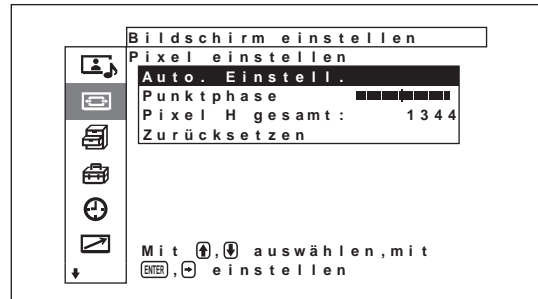 Bildschirm einstellen
Pixel einstellen
Auto. Einstell.
Punktphase
Pixel H gesamt: 1344
Zurücksetzen
Mit ↑,↓ auswählen,mit
ENTER,→ einstellen